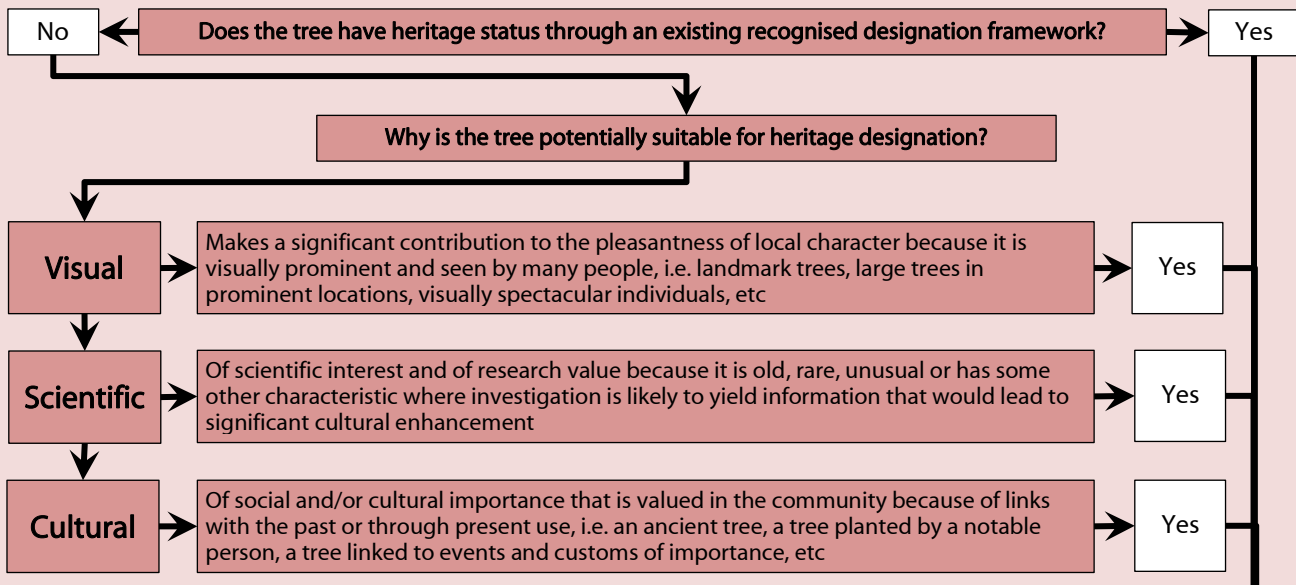 No
Does the tree have heritage status through an existing recognised designation framework?
Yes
Why is the tree potentially suitable for heritage designation?
Visual
Makes a significant contribution to the pleasantness of local character because it is
visually prominent and seen by many people, i.e. landmark trees, large trees in
prominent locations, visually spectacular individuals, etc
Yes
Scientific
Of scientific interest and of research value because it is old, rare, unusual or has some
other characteristic where investigation is likely to yield information that would lead to
significant cultural enhancement
Yes
Cultural
Of social and/or cultural importance that is valued in the community because of links
with the past or through present use, i.e. an ancient tree, a tree planted by a notable
person, a tree linked to events and customs of importance, etc
Yes